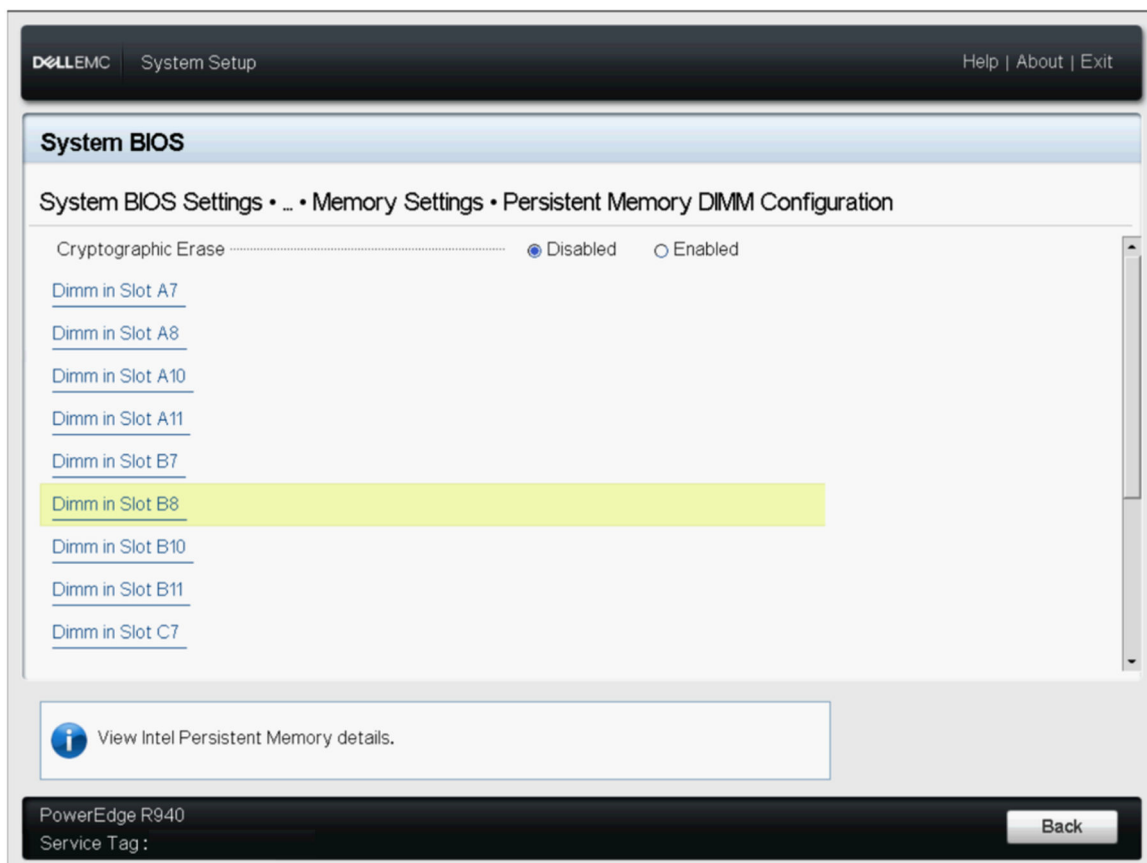 DELLEMC System Setup Help | About | Exit
System BIOS
System BIOS Settings • ... • Memory Settings • Persistent Memory DIMM Configuration
Cryptographic Erase Disabled Enabled
Dimm in Slot A7
Dimm in Slot A8
Dimm in Slot A10
Dimm in Slot A11
Dimm in Slot B7
Dimm in Slot B8
Dimm in Slot B10
Dimm in Slot B11
Dimm in Slot C7
View Intel Persistent Memory details.
PowerEdge R940
Service Tag :
Back